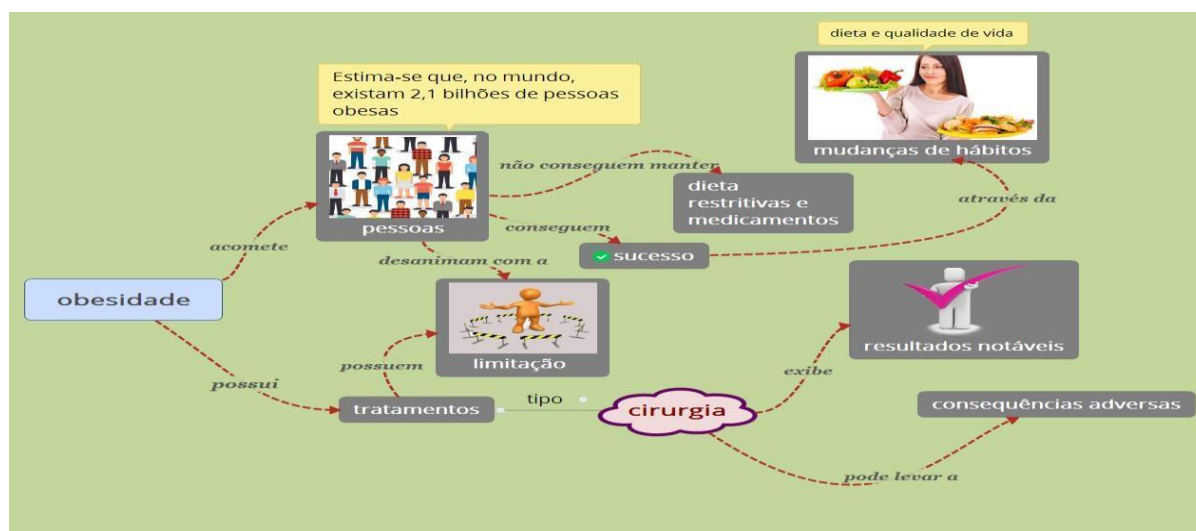 dieta e qualidade de vida
Estima-se que, no mundo,
existam 2,1 bilhões de pessoas
obesas
mudanças de hábitos
não conseguem manter
dieta
restritivas e
medicamentos
através da
pessoas
conseguem
sucesso
acomete
desanimam com a
obesidade
limitação
resultados notáveis
possuem
exibe
possui
tratamentos
tipo
cirurgia
consequências adversas
pode levar a